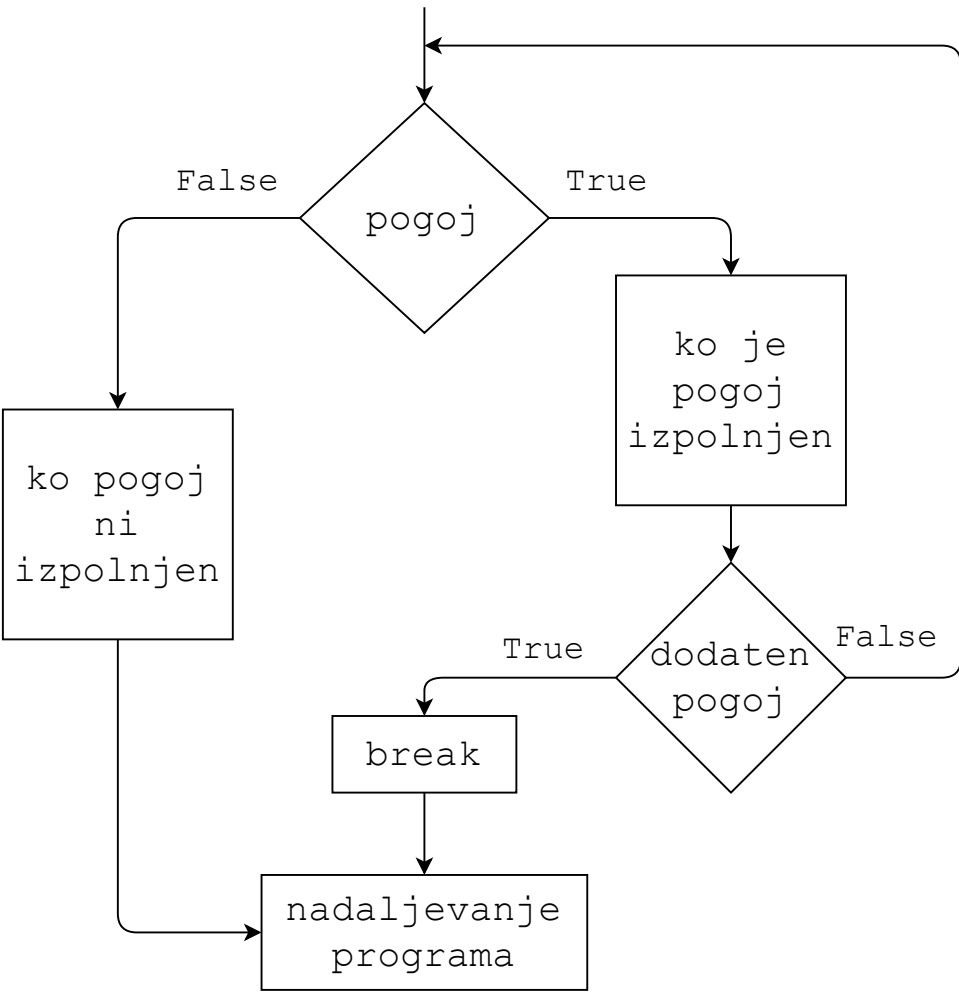 False
True
pogoj
ko je
pogoj
izpolnjen
ko pogoj
ni
izpolnjen
True
dodaten
pogoj
False
break
nadaljevanje
programa